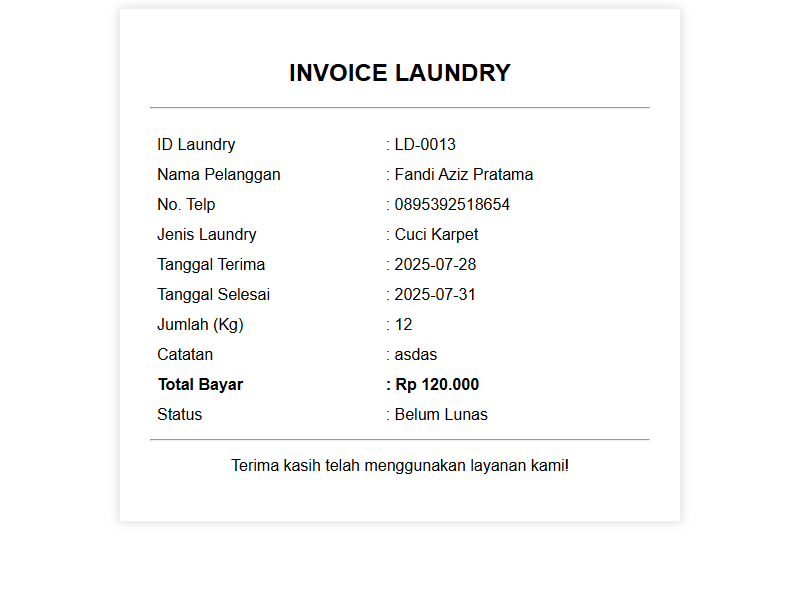 INVOICE LAUNDRY
ID Laundry : LD-0013
Nama Pelanggan : Fandi Aziz Pratama
No. Telp : 0895392518654
Jenis Laundry : Cuci Karpet
Tanggal Terima : 2025-07-28
Tanggal Selesai : 2025-07-31
Jumlah (Kg) : 12
Catatan : asdas
Total Bayar : Rp 120.000
Status : Belum Lunas
Terima kasih telah menggunakan layanan kami!